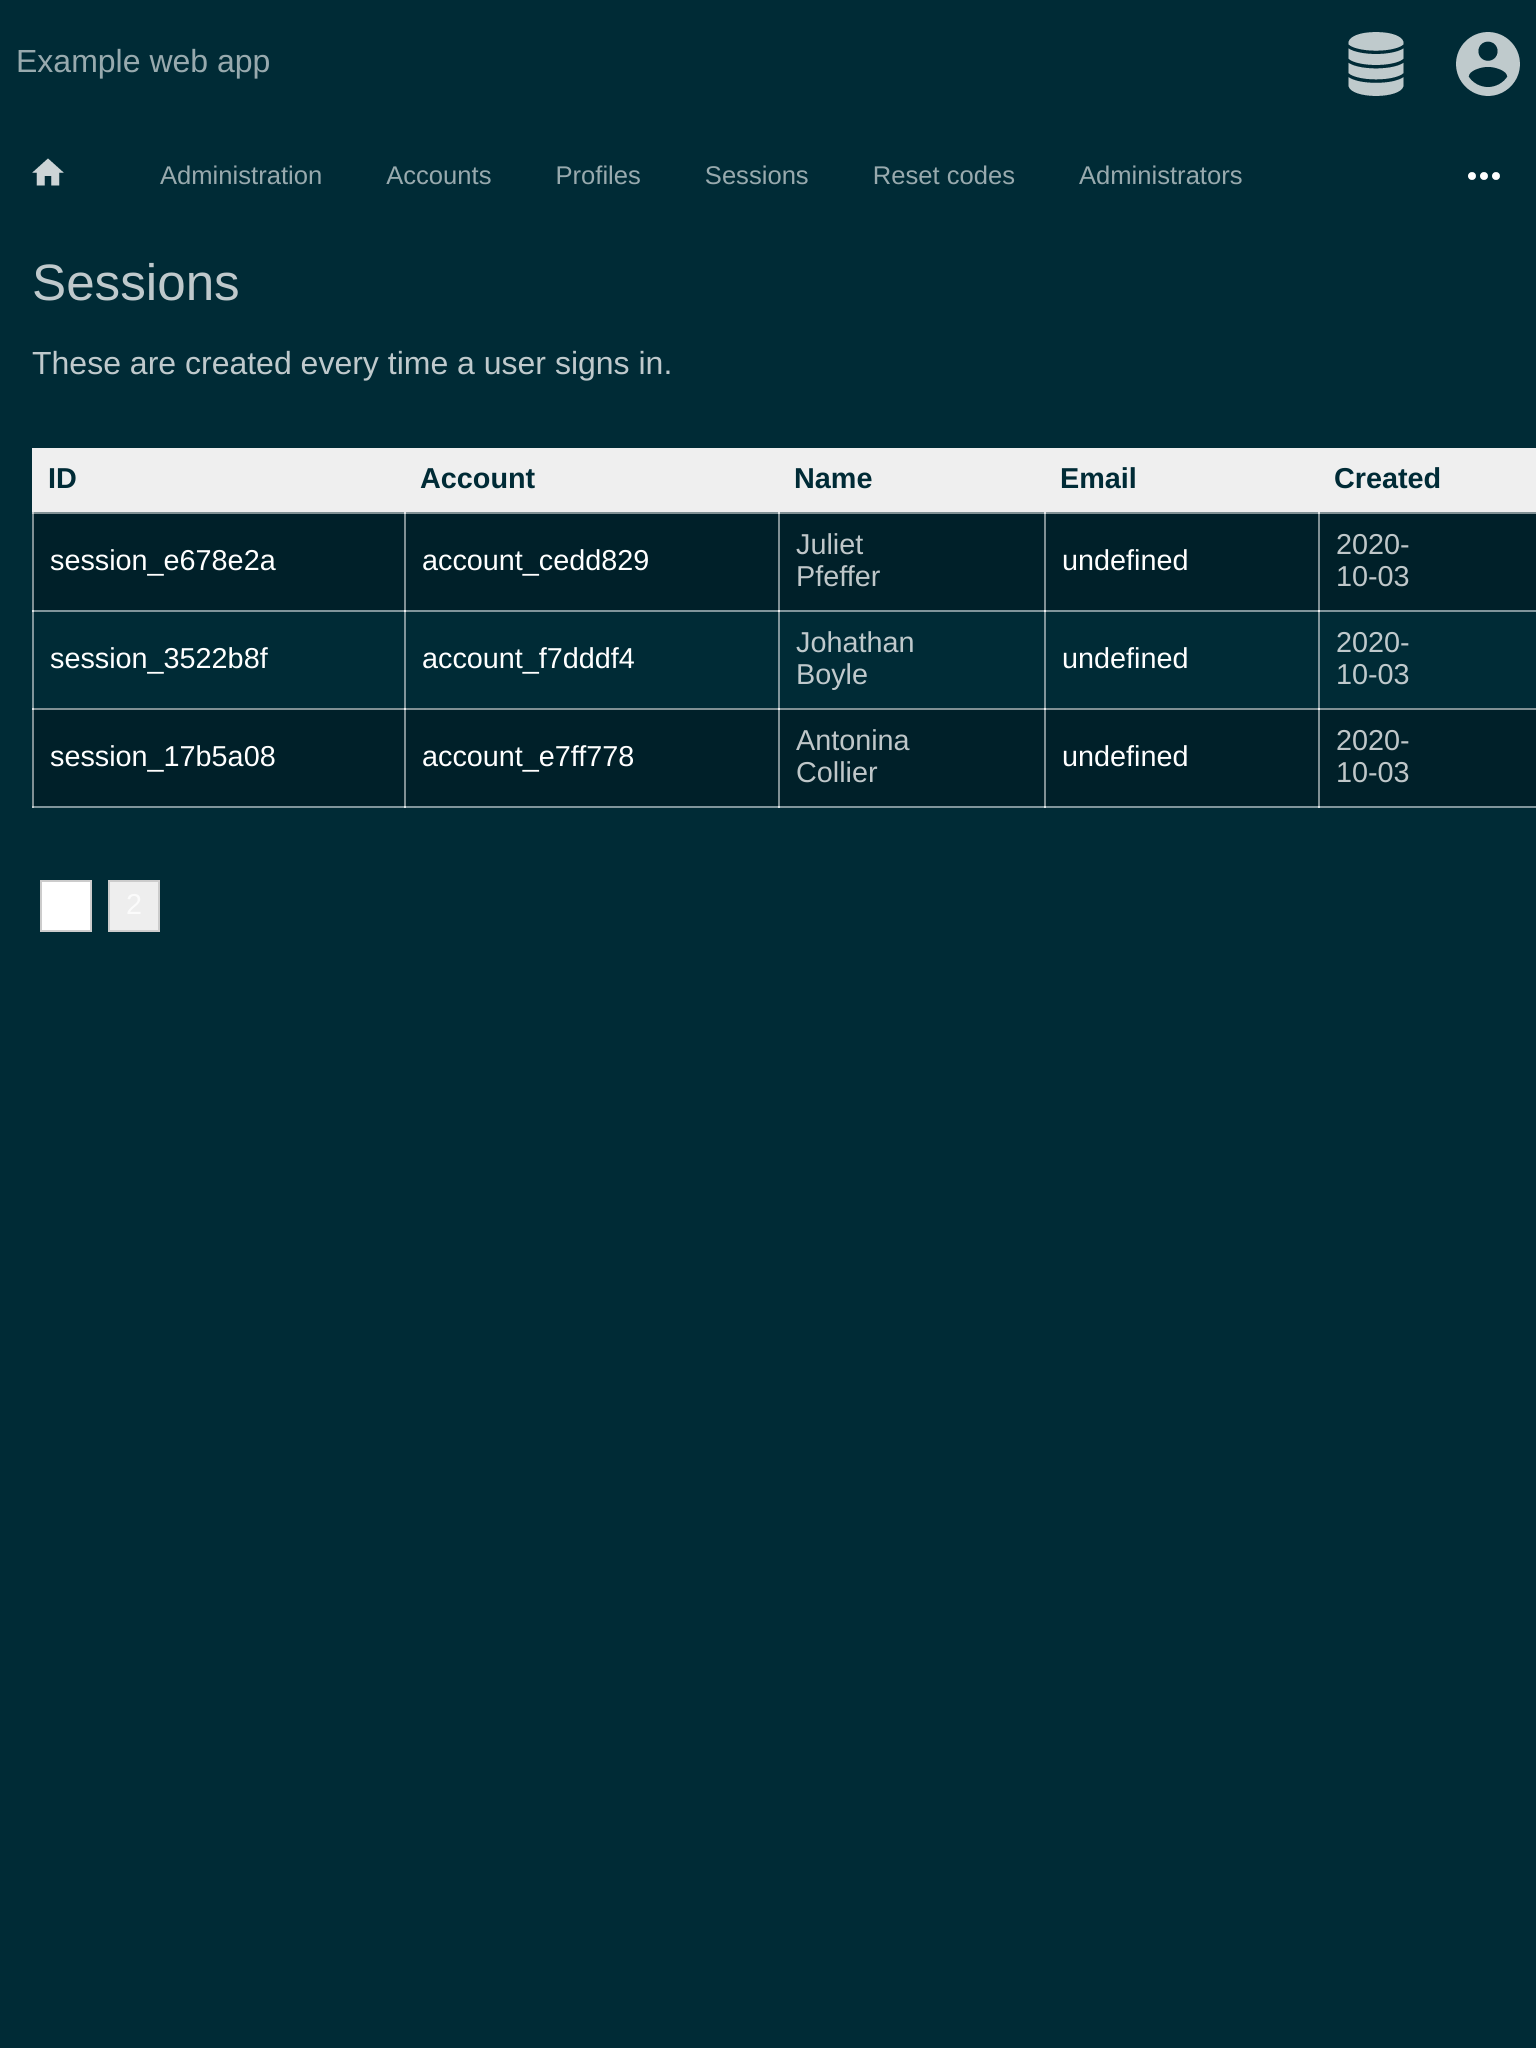 Example web app
Administration Accounts Profiles Sessions Reset codes Administrators
Sessions
These are created every time a user signs in.
ID Account Name Email Created
session_e678e2a account_cedd829 Juliet Pfeffer undefined 2020-10-03
session_3522b8f account_f7dddf4 Johathan Boyle undefined 2020-10-03
session_17b5a08 account_e7ff778 Antonina Collier undefined 2020-10-03
2